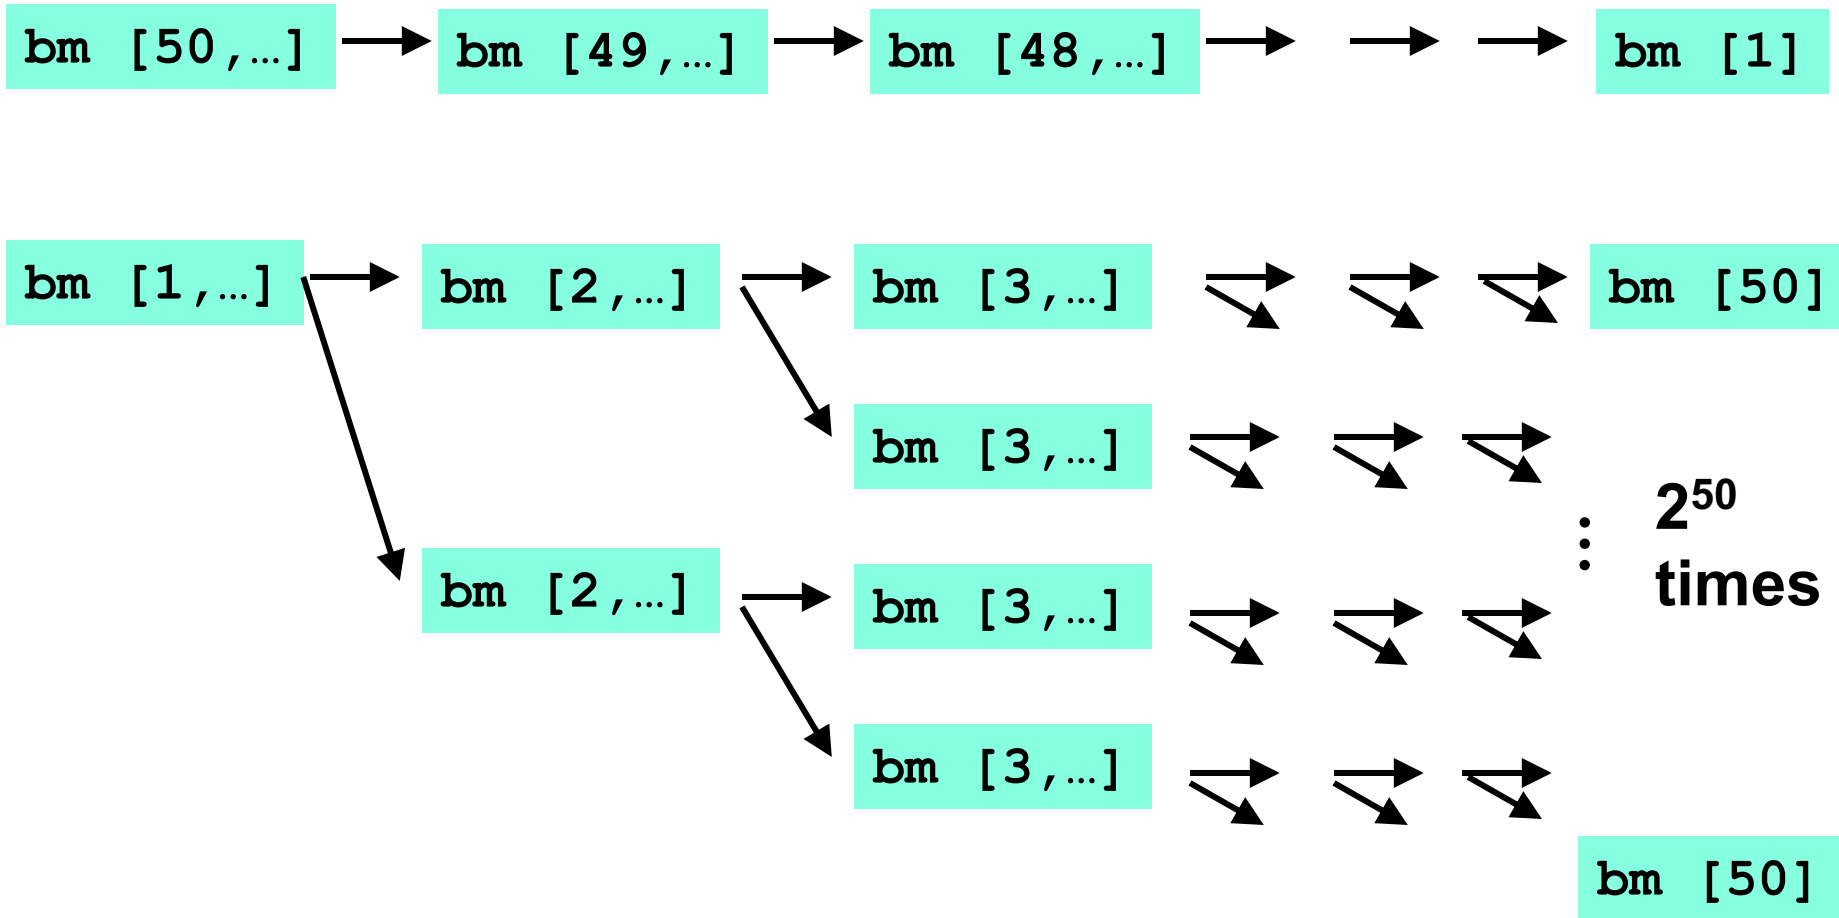 bm [50,…]
bm [49,…]
bm [48,…]
bm [1]
bm [1,…]
bm [2,…]
bm [3,…]
bm [50]
bm [3,…]
250
times
bm [2,…]
bm [3,…]
bm [3,…]
bm [50]